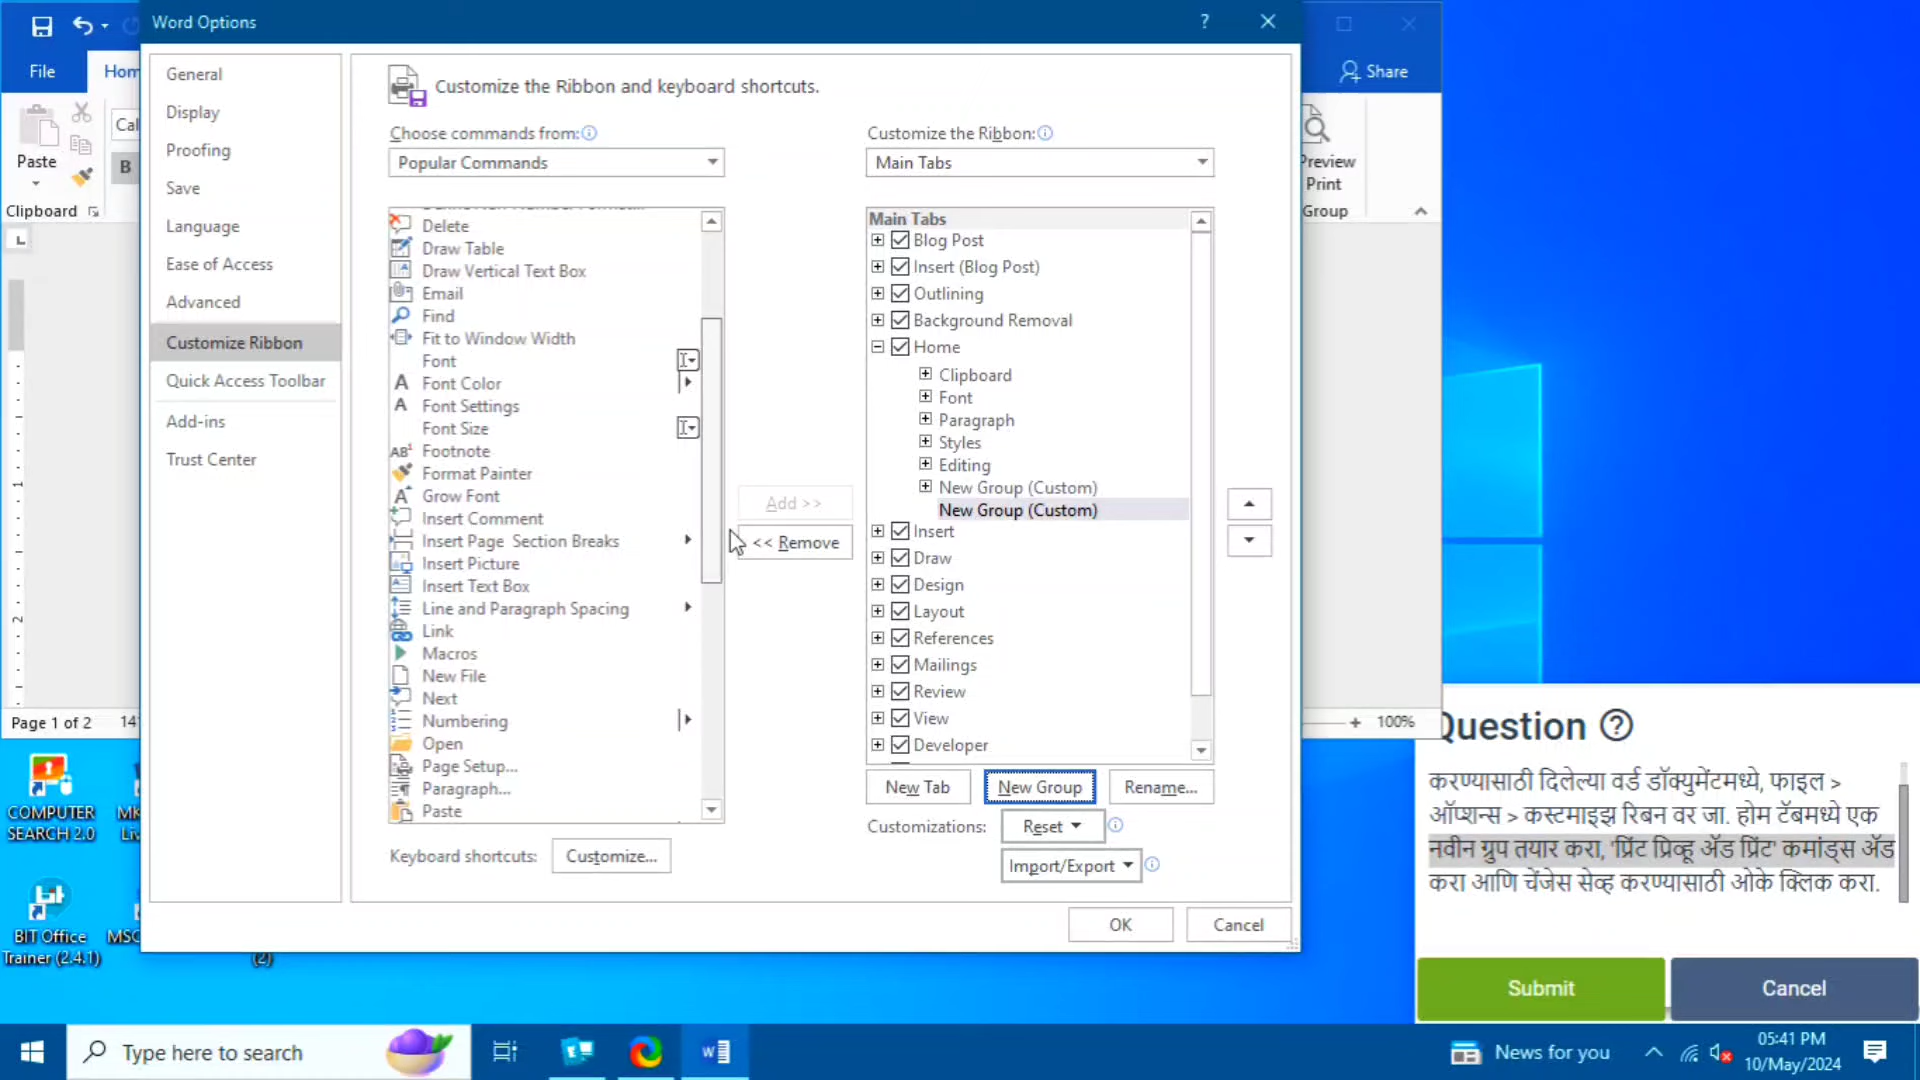 Word Options
?
File
Hom
Share
Cal
B
Paste
Clipboard
Preview
Print
Group
General
Display
Proofing
Save
Language
Ease of Access
Advanced
Customize Ribbon
Quick Access Toolbar
Add-ins
Trust Center
Customize the Ribbon and keyboard shortcuts.
Choose commands from:
Popular Commands
Delete
Draw Table
Draw Vertical Text Box
Email
Find
Fit to Window Width
Font
Font Color
Font Settings
Font Size
Footnote
Format Painter
Grow Font
Insert Comment
Insert Page  Section Breaks
Insert Picture
Insert Text Box
Line and Paragraph Spacing
Link
Macros
New File
Next
Numbering
Open
Page Setup...
Paragraph...
Paste
Keyboard shortcuts:
Customize...
Add >>
<< Remove
Customize the Ribbon:
Main Tabs
Main Tabs
Blog Post
Insert (Blog Post)
Outlining
Background Removal
Home
Clipboard
Font
Paragraph
Styles
Editing
New Group (Custom)
New Group (Custom)
Insert
Draw
Design
Layout
References
Mailings
Review
View
Developer
New Tab
New Group
Rename...
Customizations:
Reset
Import/Export
OK
Cancel
Page 1 of 2
100%
Question ?
करण्यासाठी दिलेल्या वर्ड डॉक्युमेंटमध्ये, फाइल >
ऑप्शन्स > कस्टमाइझ रिबन वर जा. होम टॅबमध्ये एक
नवीन ग्रुप तयार करा, 'प्रिंट प्रिव्ह्यू अँड प्रिंट' कमांड्स अ‍ॅड
करा आणि चेंजेस सेव्ह करण्यासाठी ओके क्लिक करा.
Submit
Cancel
COMPUTER
SEARCH 2.0
BIT Office
Trainer (2.4.1)
MSC
(2)
Type here to search
News for you
05:41 PM
10/May/2024